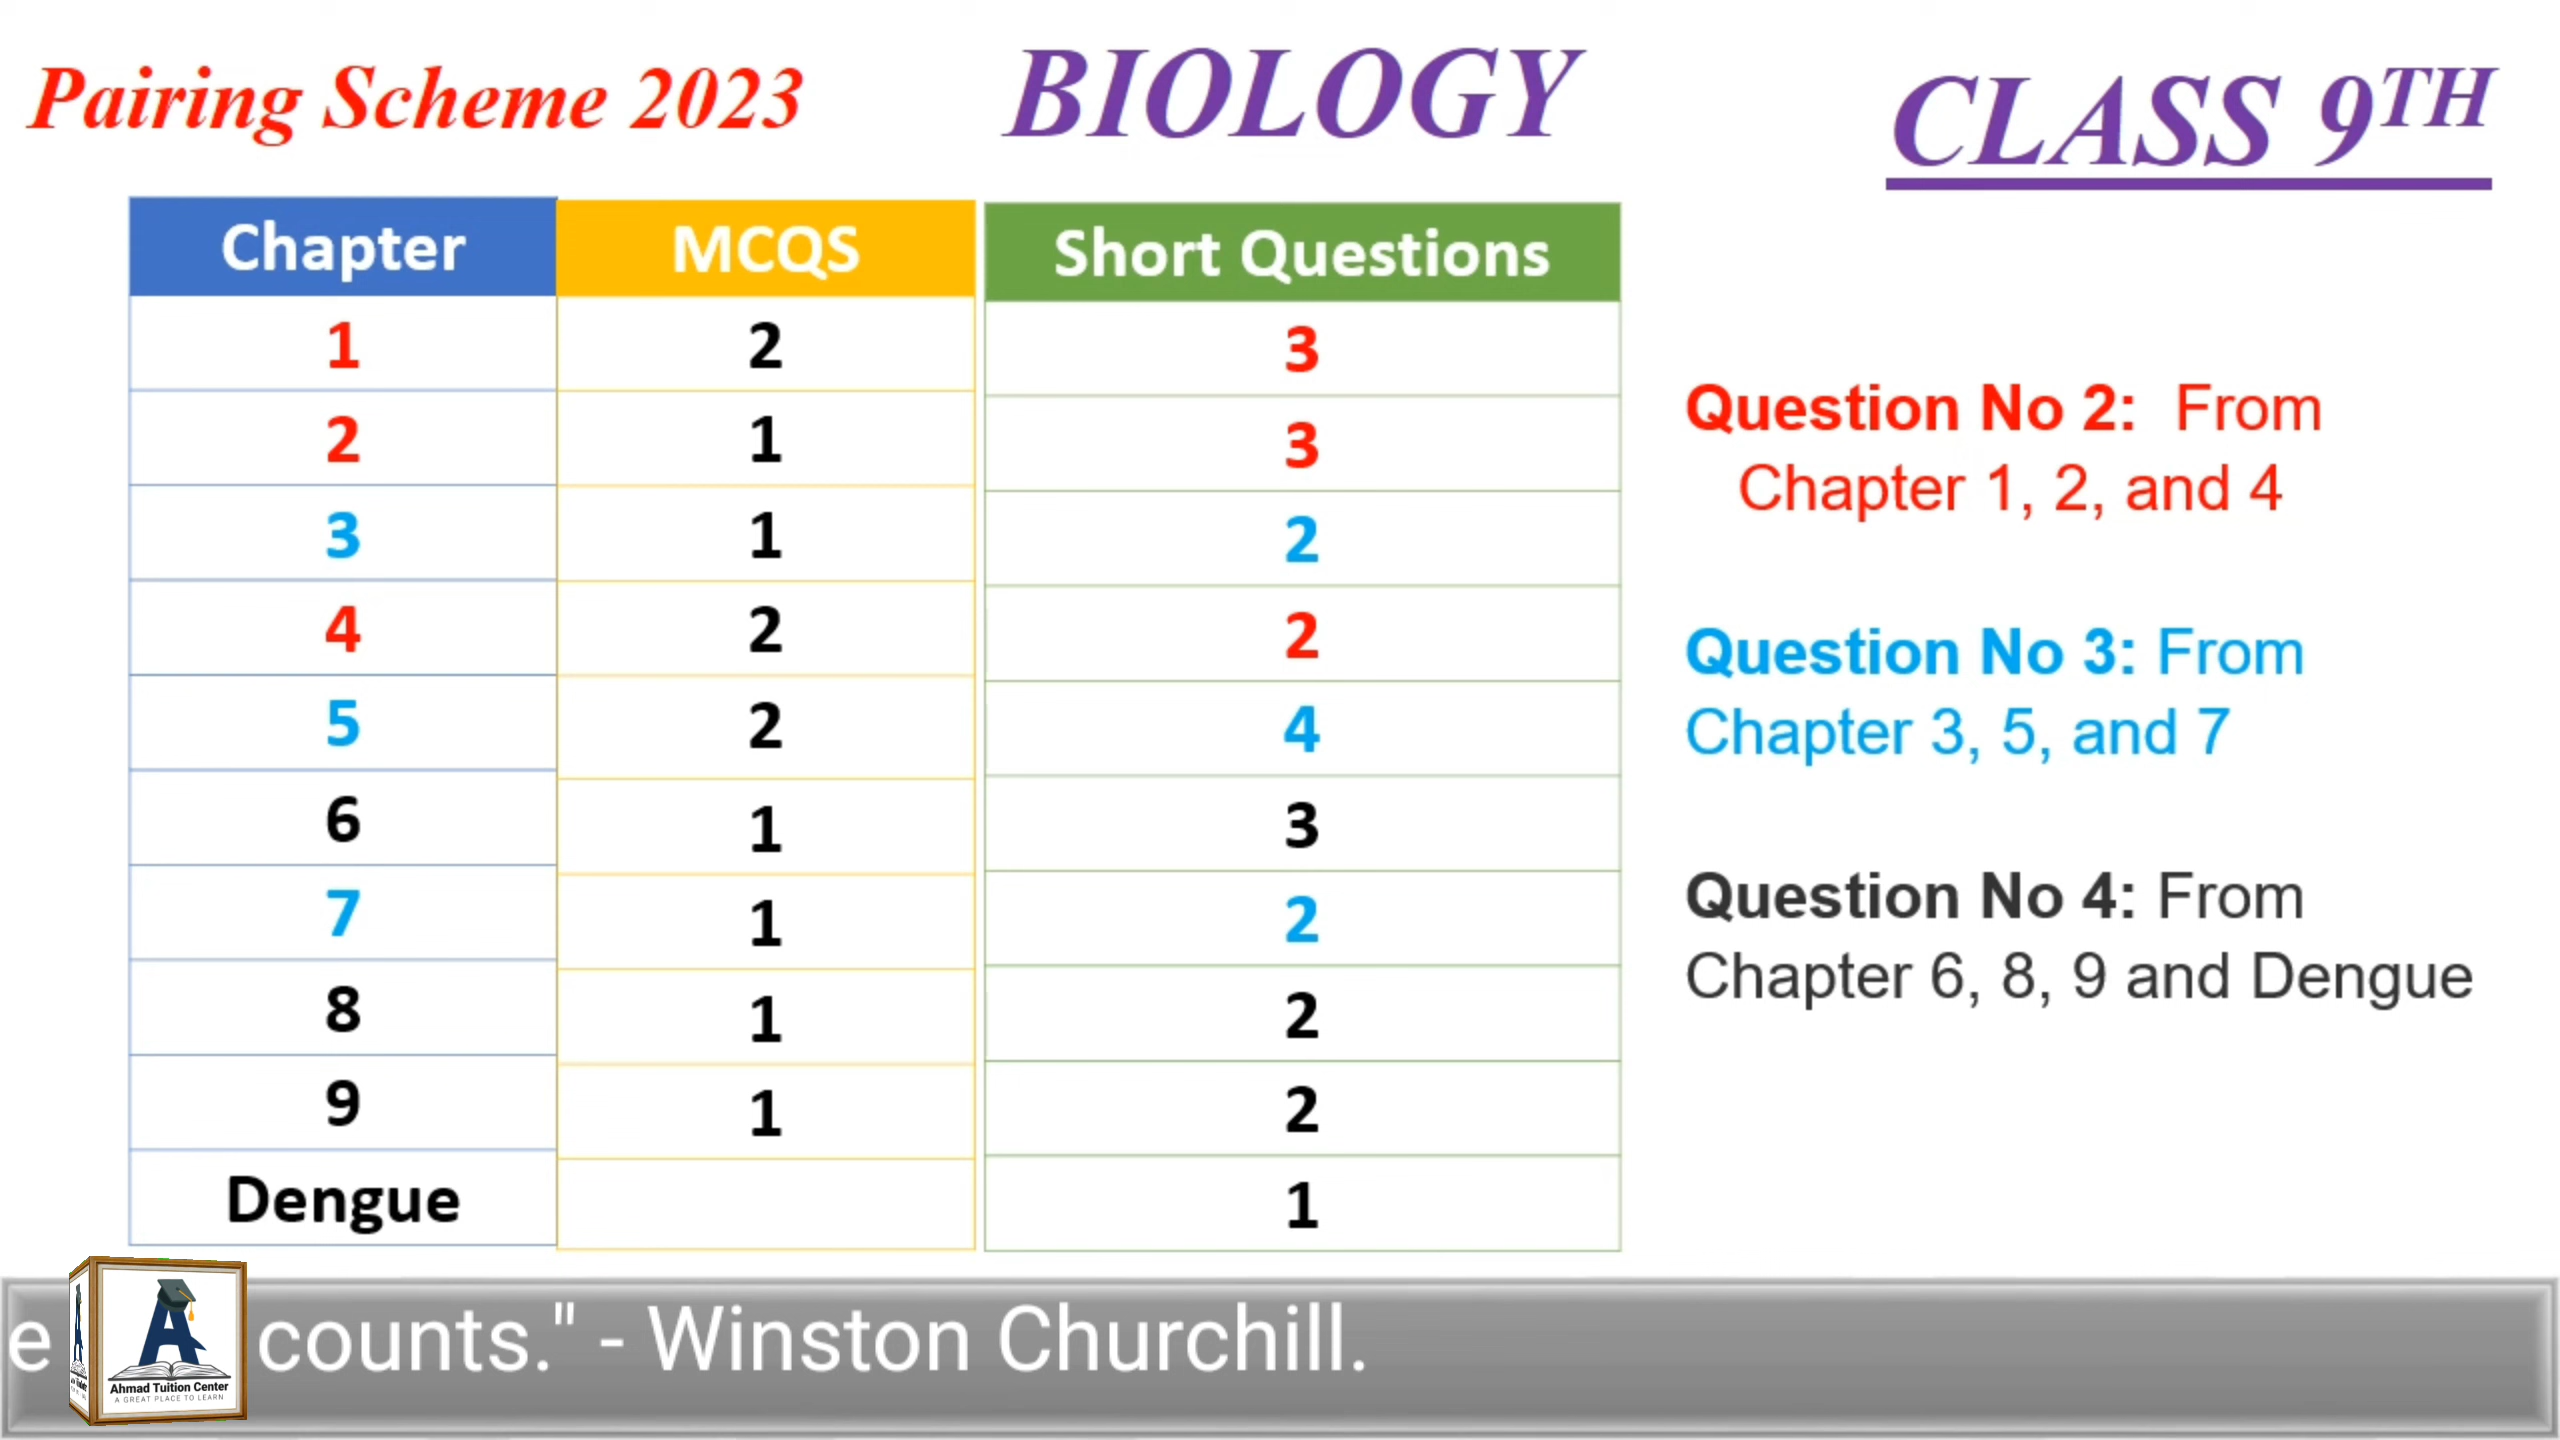 Pairing Scheme 2023
BIOLOGY
CLASS 9TH
Chapter MCQS Short Questions
1 2 3
2 1 3
3 1 2
4 2 2
5 2 4
6 1 3
7 1 2
8 1 2
9 1 2
Dengue 1
Question No 2: From
Chapter 1, 2, and 4
Question No 3: From
Chapter 3, 5, and 7
Question No 4: From
Chapter 6, 8, 9 and Dengue
e counts." - Winston Churchill.
A
Ahmad Tuition Center
A GREAT PLACE TO LEARN